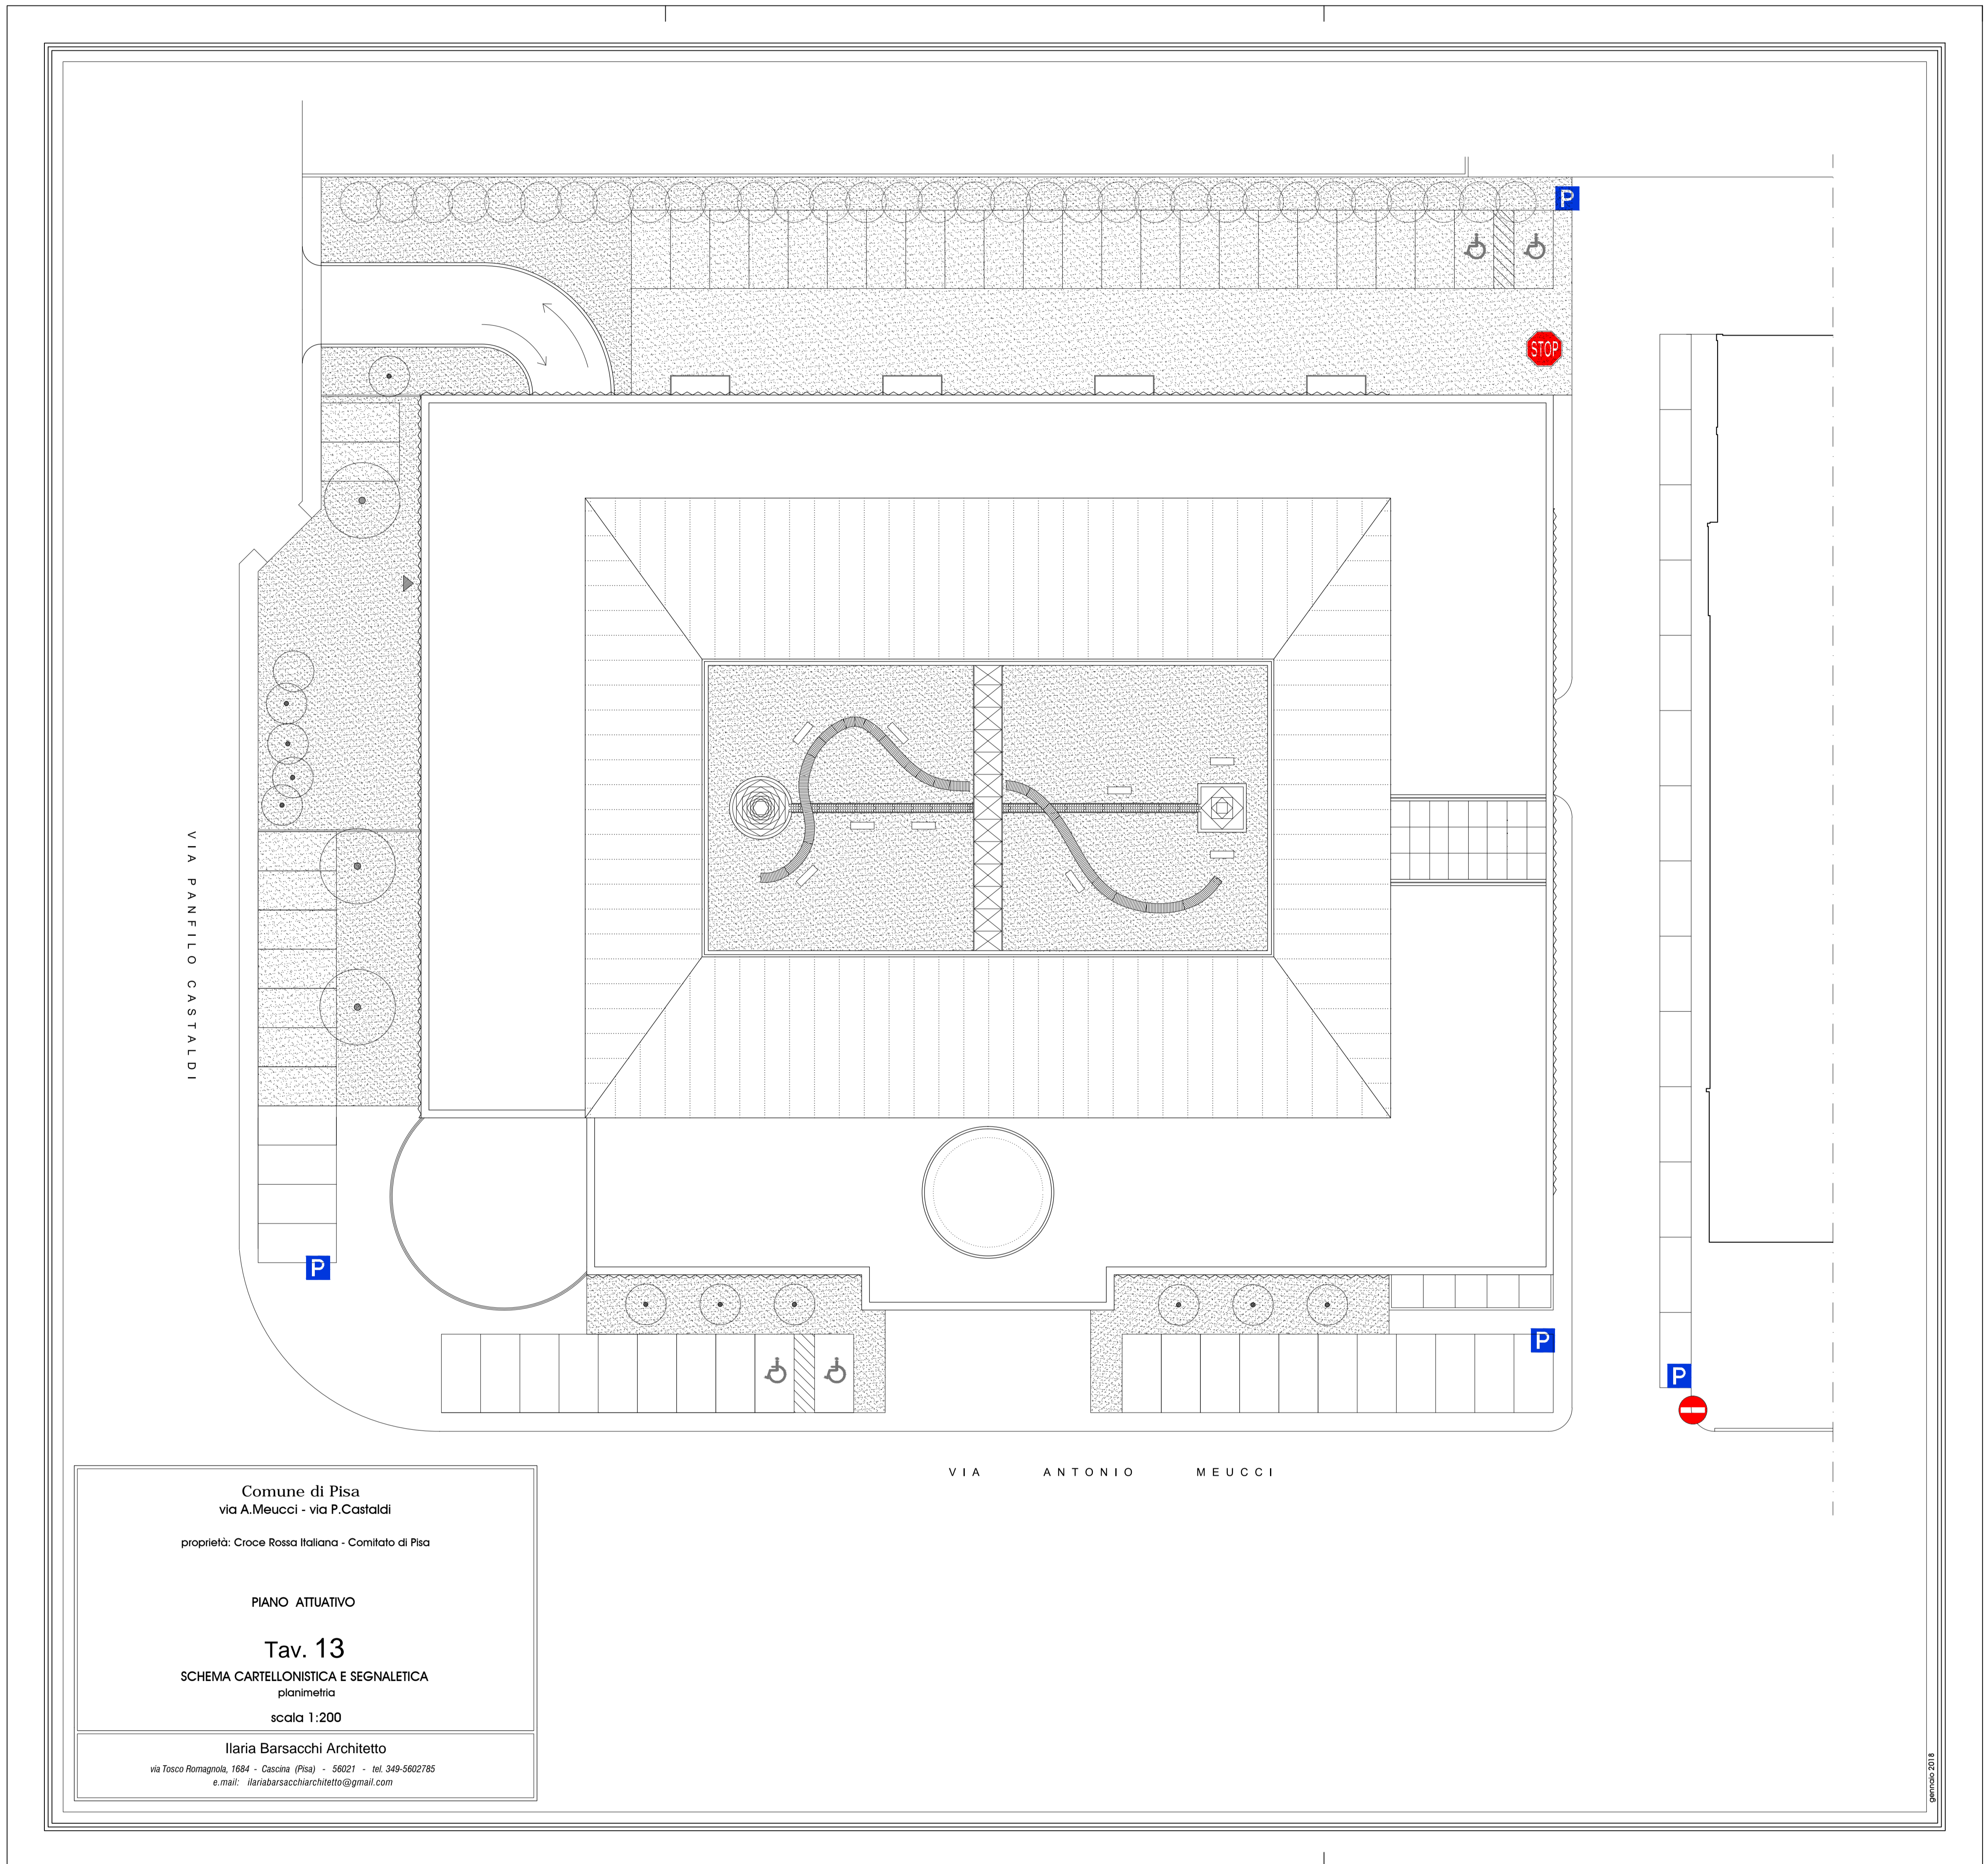 P
STOP
VIA PANFILO CASTALDI
P
P
P
VIA ANTONIO MEUCCI
Comune di Pisa
via A.Meucci - via P.Castaldi
proprietà: Croce Rossa Italiana - Comitato di Pisa
PIANO ATTUATIVO
Tav. 13
SCHEMA CARTELLONISTICA E SEGNALETICA
planimetria
scala 1:200
Ilaria Barsacchi Architetto
via Tosco Romagnola, 1684 - Cascina (Pisa) - 56021 - tel. 349-5602785
e.mail: ilariabarsacchiarchitetto@gmail.com
gennaio 2018